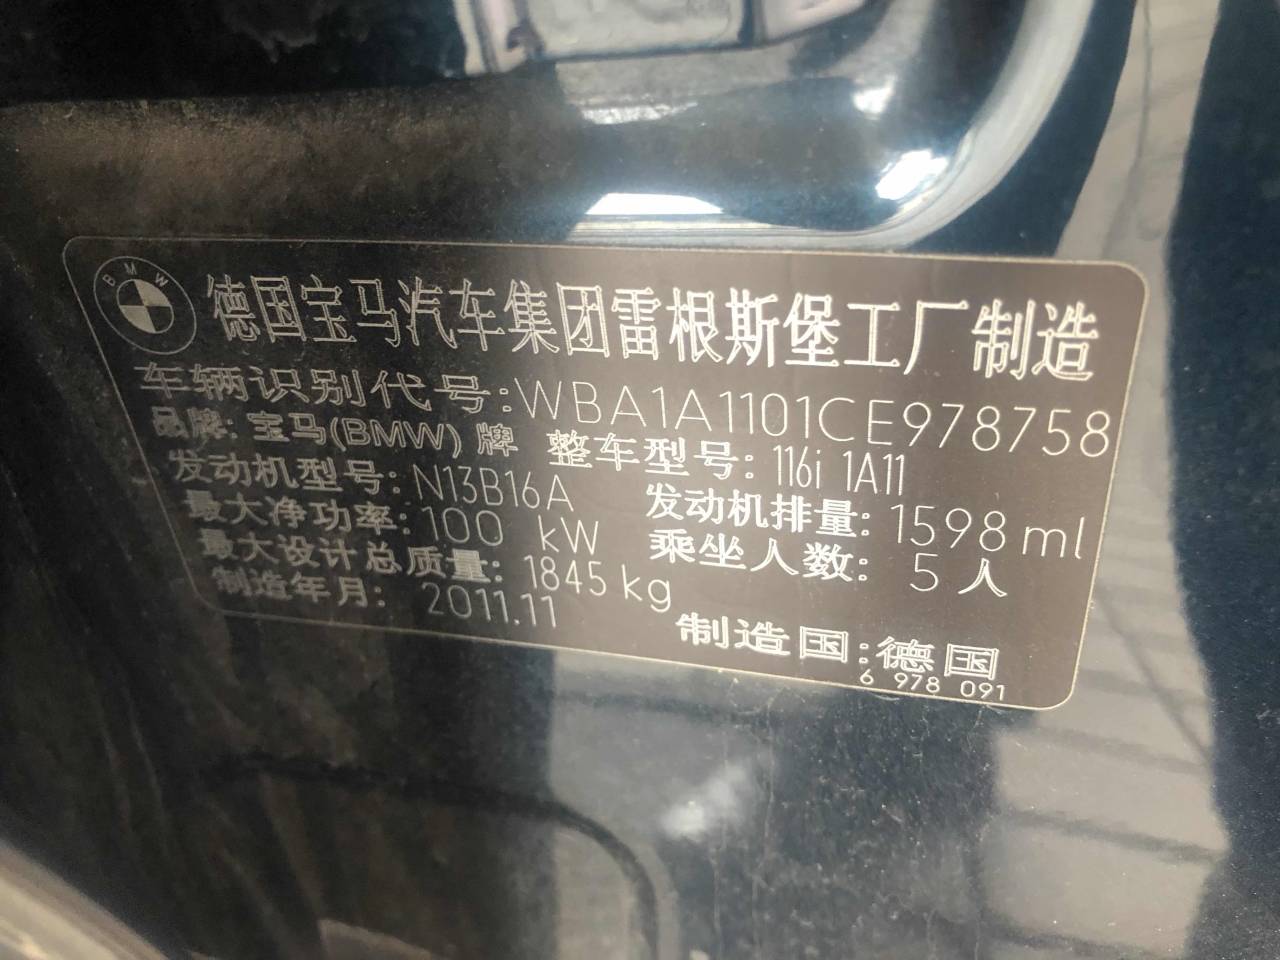 BMW
德国宝马汽车集团雷根斯堡工厂制造
车辆识别代号:WBA1A1101CE978758
品牌: 宝马(BMW) 牌 整车型号: 116i 1A11
发动机型号: N13B16A 发动机排量: 1598 ml
最大净功率: 100 kW 乘坐人数: 5 人
最大设计总质量: 1845 kg
制造年月: 2011.11 制造国:德国
6 978 091